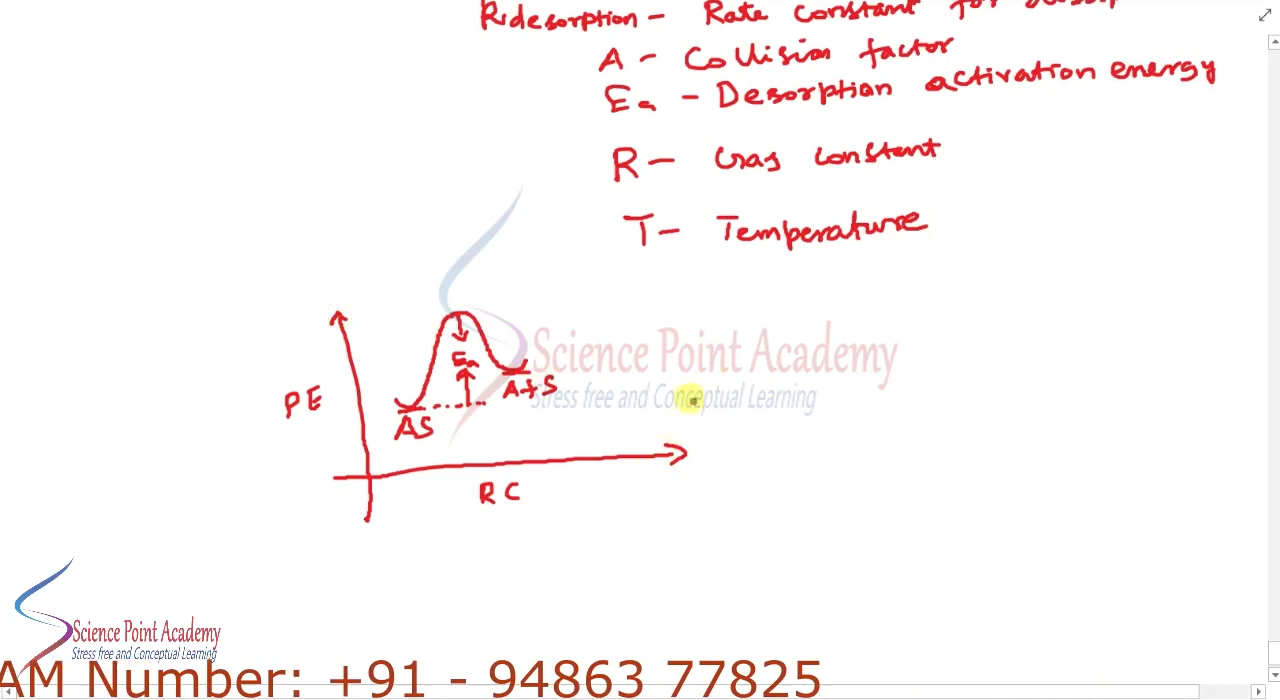 Kdesorption - Rate constant for
A - Collision factor
Ea - Desorption activation energy
R - Gas constant
T - Temperature
Science Point Academy
Stress free and Conceptual Learning
Ea
A+S
PE
AS
RC
Science Point Academy
Stress free and Conceptual Learning
AM Number: +91 - 94863 77825